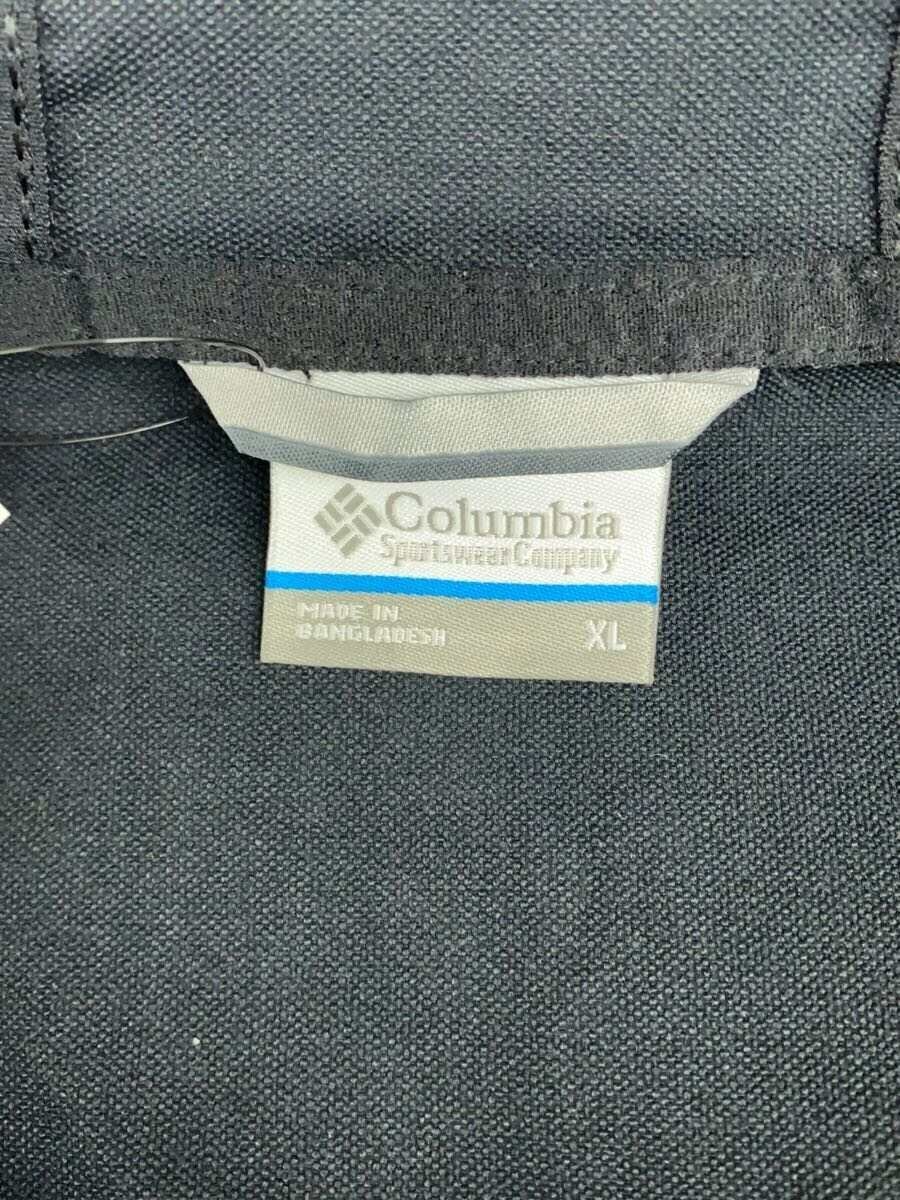 Columbia
Sportswear Company
MADE IN
BANGLADESH
XL